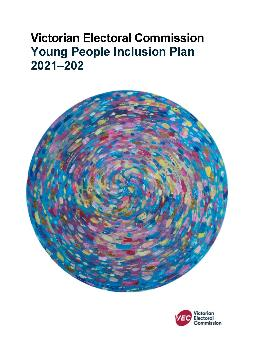 Victorian Electoral Commission
Young People Inclusion Plan
2021–202
VEC
Victorian
Electoral
Commission